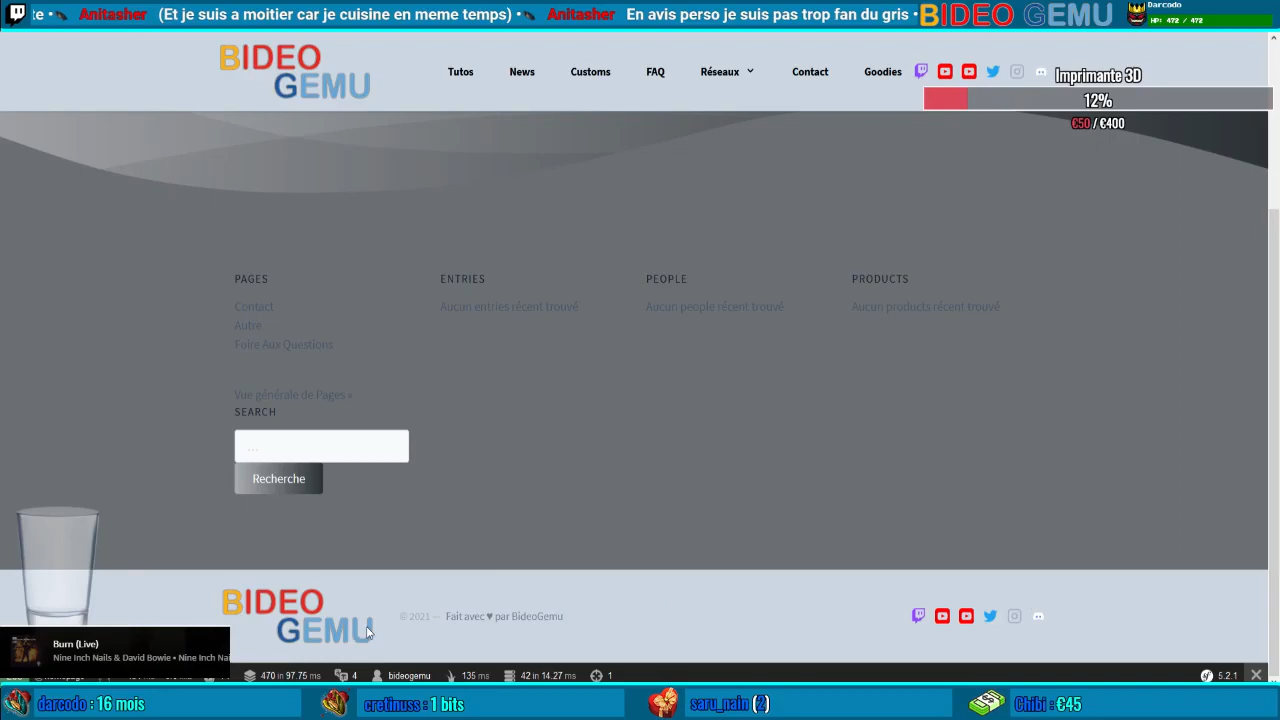 te •
Anitasher (Et je suis a moitier car je cuisine en meme temps) •
Anitasher En avis perso je suis pas trop fan du gris •
BIDEO GEMU
Darcodo
HP: 472 / 472
BIDEO
GEMU
Tutos
News
Customs
FAQ
Réseaux
Contact
Goodies
Imprimante 3D
12%
€50 / €400
PAGES
Contact
Autre
Foire Aux Questions
Vue générale de Pages »
ENTRIES
Aucun entries récent trouvé
PEOPLE
Aucun people récent trouvé
PRODUCTS
Aucun products récent trouvé
SEARCH
...
Recherche
BIDEO
GEMU
© 2021 — Fait avec ♥ par BideoGemu
Burn (Live)
Nine Inch Nails & David Bowie • Nine Inch Nai
470 in 97.75 ms
4
bideogemu
135 ms
42 in 14.27 ms
1
5.2.1
darcodo : 16 mois
cretinuss : 1 bits
saru_nain (2)
Chibi : €45